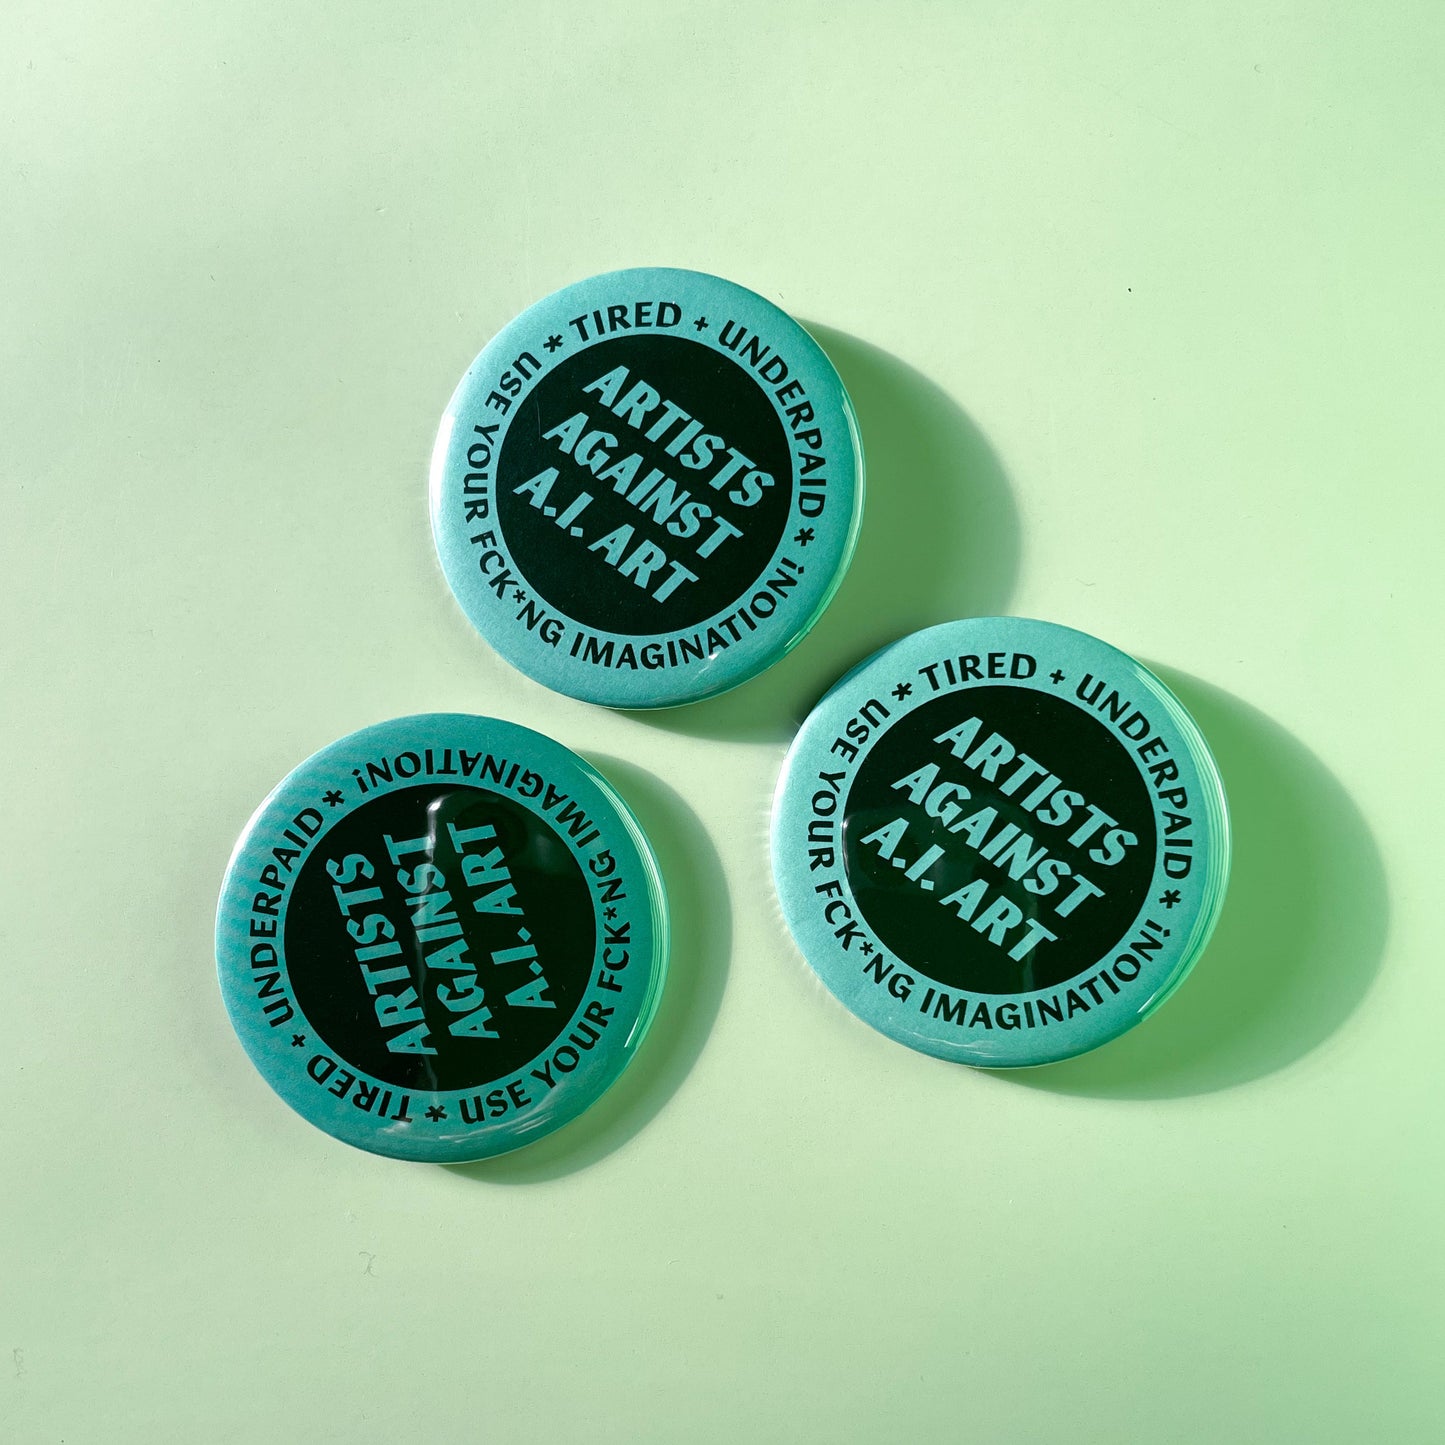 * TIRED + UNDERPAID *
USE YOUR FCK*NG IMAGINATION!
ARTISTS
AGAINST
A.I. ART
* TIRED + UNDERPAID *
USE YOUR FCK*NG IMAGINATION!
ARTISTS
AGAINST
A.I. ART
* TIRED + UNDERPAID *
USE YOUR FCK*NG IMAGINATION!
ARTISTS
AGAINST
A.I. ART